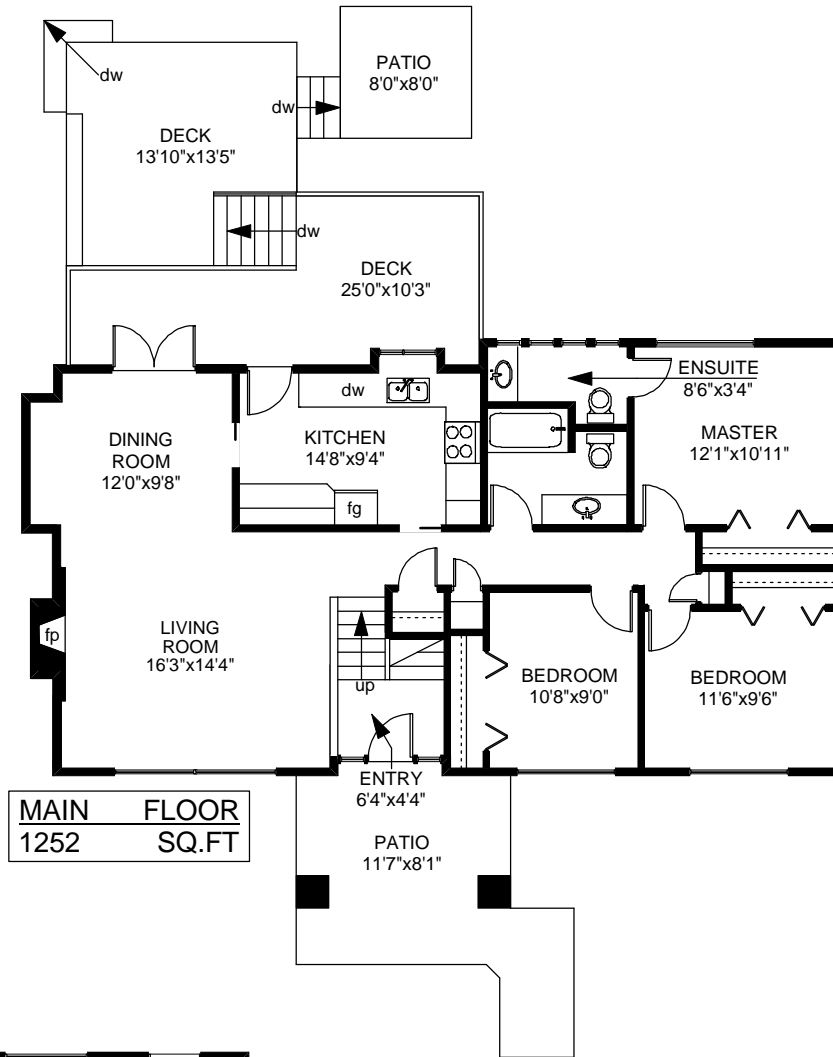 dw
PATIO
8'0"x8'0"
dw
DECK
13'10"x13'5"
dw
DECK
25'0"x10'3"
ENSUITE
8'6"x3'4"
dw
DINING
ROOM
12'0"x9'8"
KITCHEN
14'8"x9'4"
MASTER
12'1"x10'11"
fg
fp
LIVING
ROOM
16'3"x14'4"
up
BEDROOM
10'8"x9'0"
BEDROOM
11'6"x9'6"
ENTRY
6'4"x4'4"
MAIN FLOOR
1252 SQ.FT
PATIO
11'7"x8'1"